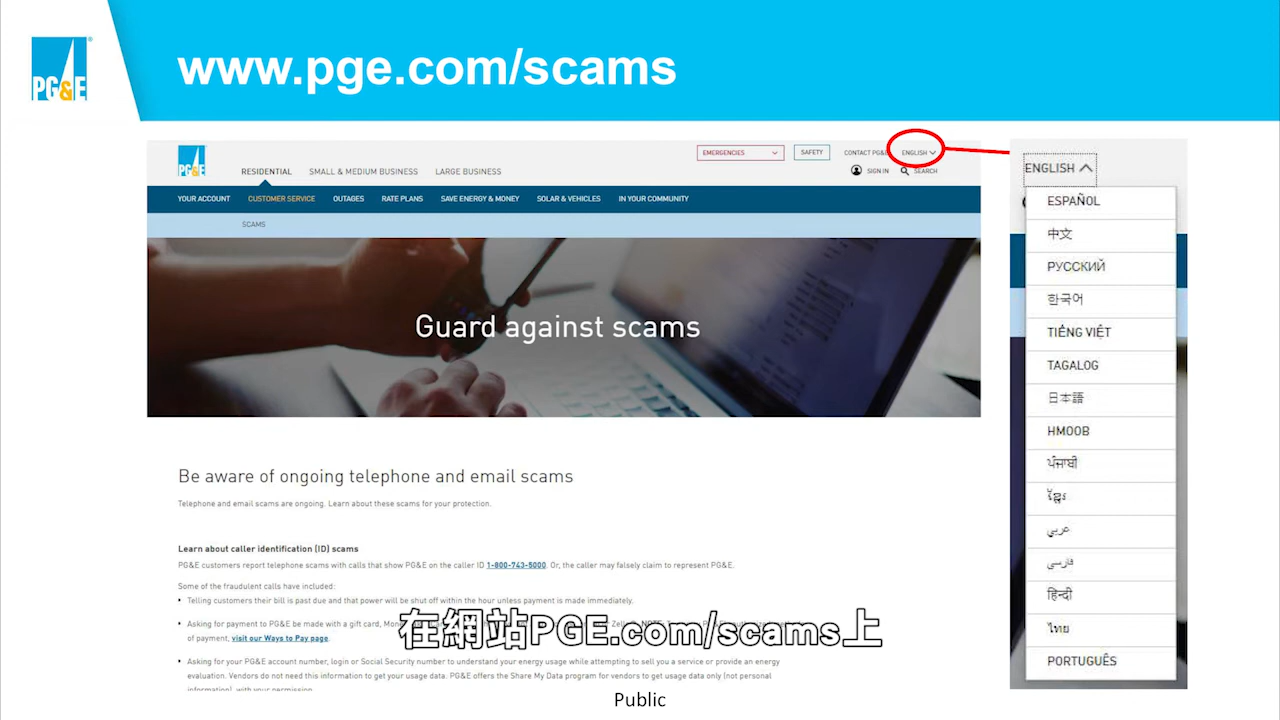 PG&E
www.pge.com/scams
PG&E
EMERGENCIES
SAFETY
CONTACT PG&E
ENGLISH
SIGN IN
SEARCH
RESIDENTIAL
SMALL & MEDIUM BUSINESS
LARGE BUSINESS
YOUR ACCOUNT
CUSTOMER SERVICE
OUTAGES
RATE PLANS
SAVE ENERGY & MONEY
SOLAR & VEHICLES
IN YOUR COMMUNITY
SCAMS
Guard against scams
Be aware of ongoing telephone and email scams
Telephone and email scams are ongoing. Learn about these scams for your protection.
Learn about caller identification (ID) scams
PG&E customers report telephone scams with calls that show PG&E on the caller ID 1-800-743-5000. Or, the caller may falsely claim to represent PG&E.
Some of the fraudulent calls have included:
• Telling customers their bill is past due and that power will be shut off within the hour unless payment is made immediately.
• Asking for payment to PG&E be made with a gift card,
of payment, visit our Ways to Pay page.
• Asking for your PG&E account number, login or Social Security number to understand your energy usage while attempting to sell you a service or provide an energy
evaluation. Vendors do not need this information to get your usage data. PG&E offers the Share My Data program for vendors to get usage data only (not personal
information), with your permission.
ENGLISH
ESPAÑOL
中文
РУССКИЙ
한국어
TIẾNG VIỆT
TAGALOG
日本語
HMOOB
ਪੰਜਾਬੀ
ខ្មែរ
عربي
فارسی
हिन्दी
ไทย
PORTUGUÊS
在網站PGE.com/scams上
Public